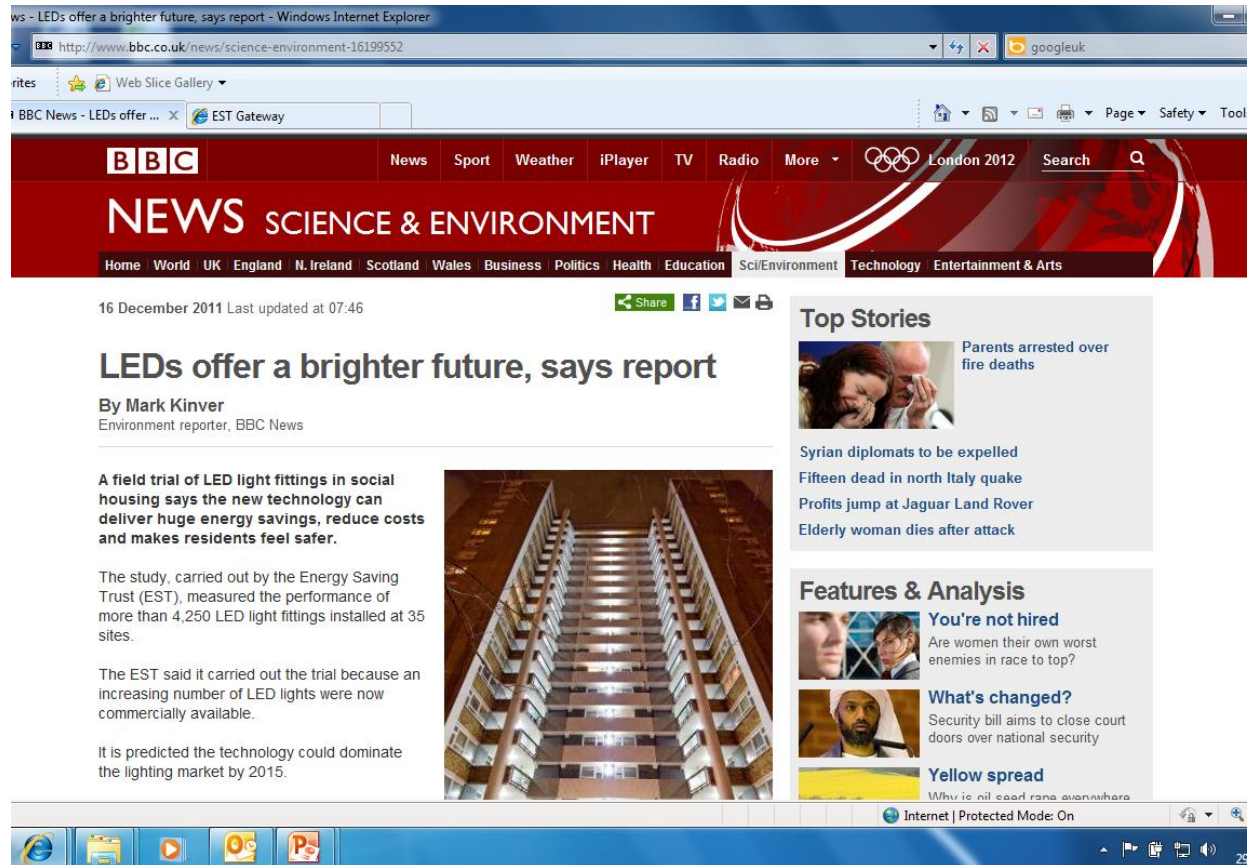 ws - LEDs offer a brighter future, says report - Windows Internet Explorer
http://www.bbc.co.uk/news/science-environment-16199552
googleuk
rites Web Slice Gallery
BBC News - LEDs offer ... X EST Gateway
Page Safety Tool
BBC News Sport Weather iPlayer TV Radio More London 2012 Search
NEWS SCIENCE & ENVIRONMENT
Home World UK England N. Ireland Scotland Wales Business Politics Health Education Sci/Environment Technology Entertainment & Arts
16 December 2011 Last updated at 07:46
Share
LEDs offer a brighter future, says report
By Mark Kinver
Environment reporter, BBC News
A field trial of LED light fittings in social
housing says the new technology can
deliver huge energy savings, reduce costs
and makes residents feel safer.
The study, carried out by the Energy Saving
Trust (EST), measured the performance of
more than 4,250 LED light fittings installed at 35
sites.
The EST said it carried out the trial because an
increasing number of LED lights were now
commercially available.
It is predicted the technology could dominate
the lighting market by 2015.
Top Stories
Parents arrested over
fire deaths
Syrian diplomats to be expelled
Fifteen dead in north Italy quake
Profits jump at Jaguar Land Rover
Elderly woman dies after attack
Features & Analysis
You're not hired
Are women their own worst
enemies in race to top?
What's changed?
Security bill aims to close court
doors over national security
Yellow spread
Why is oil seed rape everywhere
Internet | Protected Mode: On